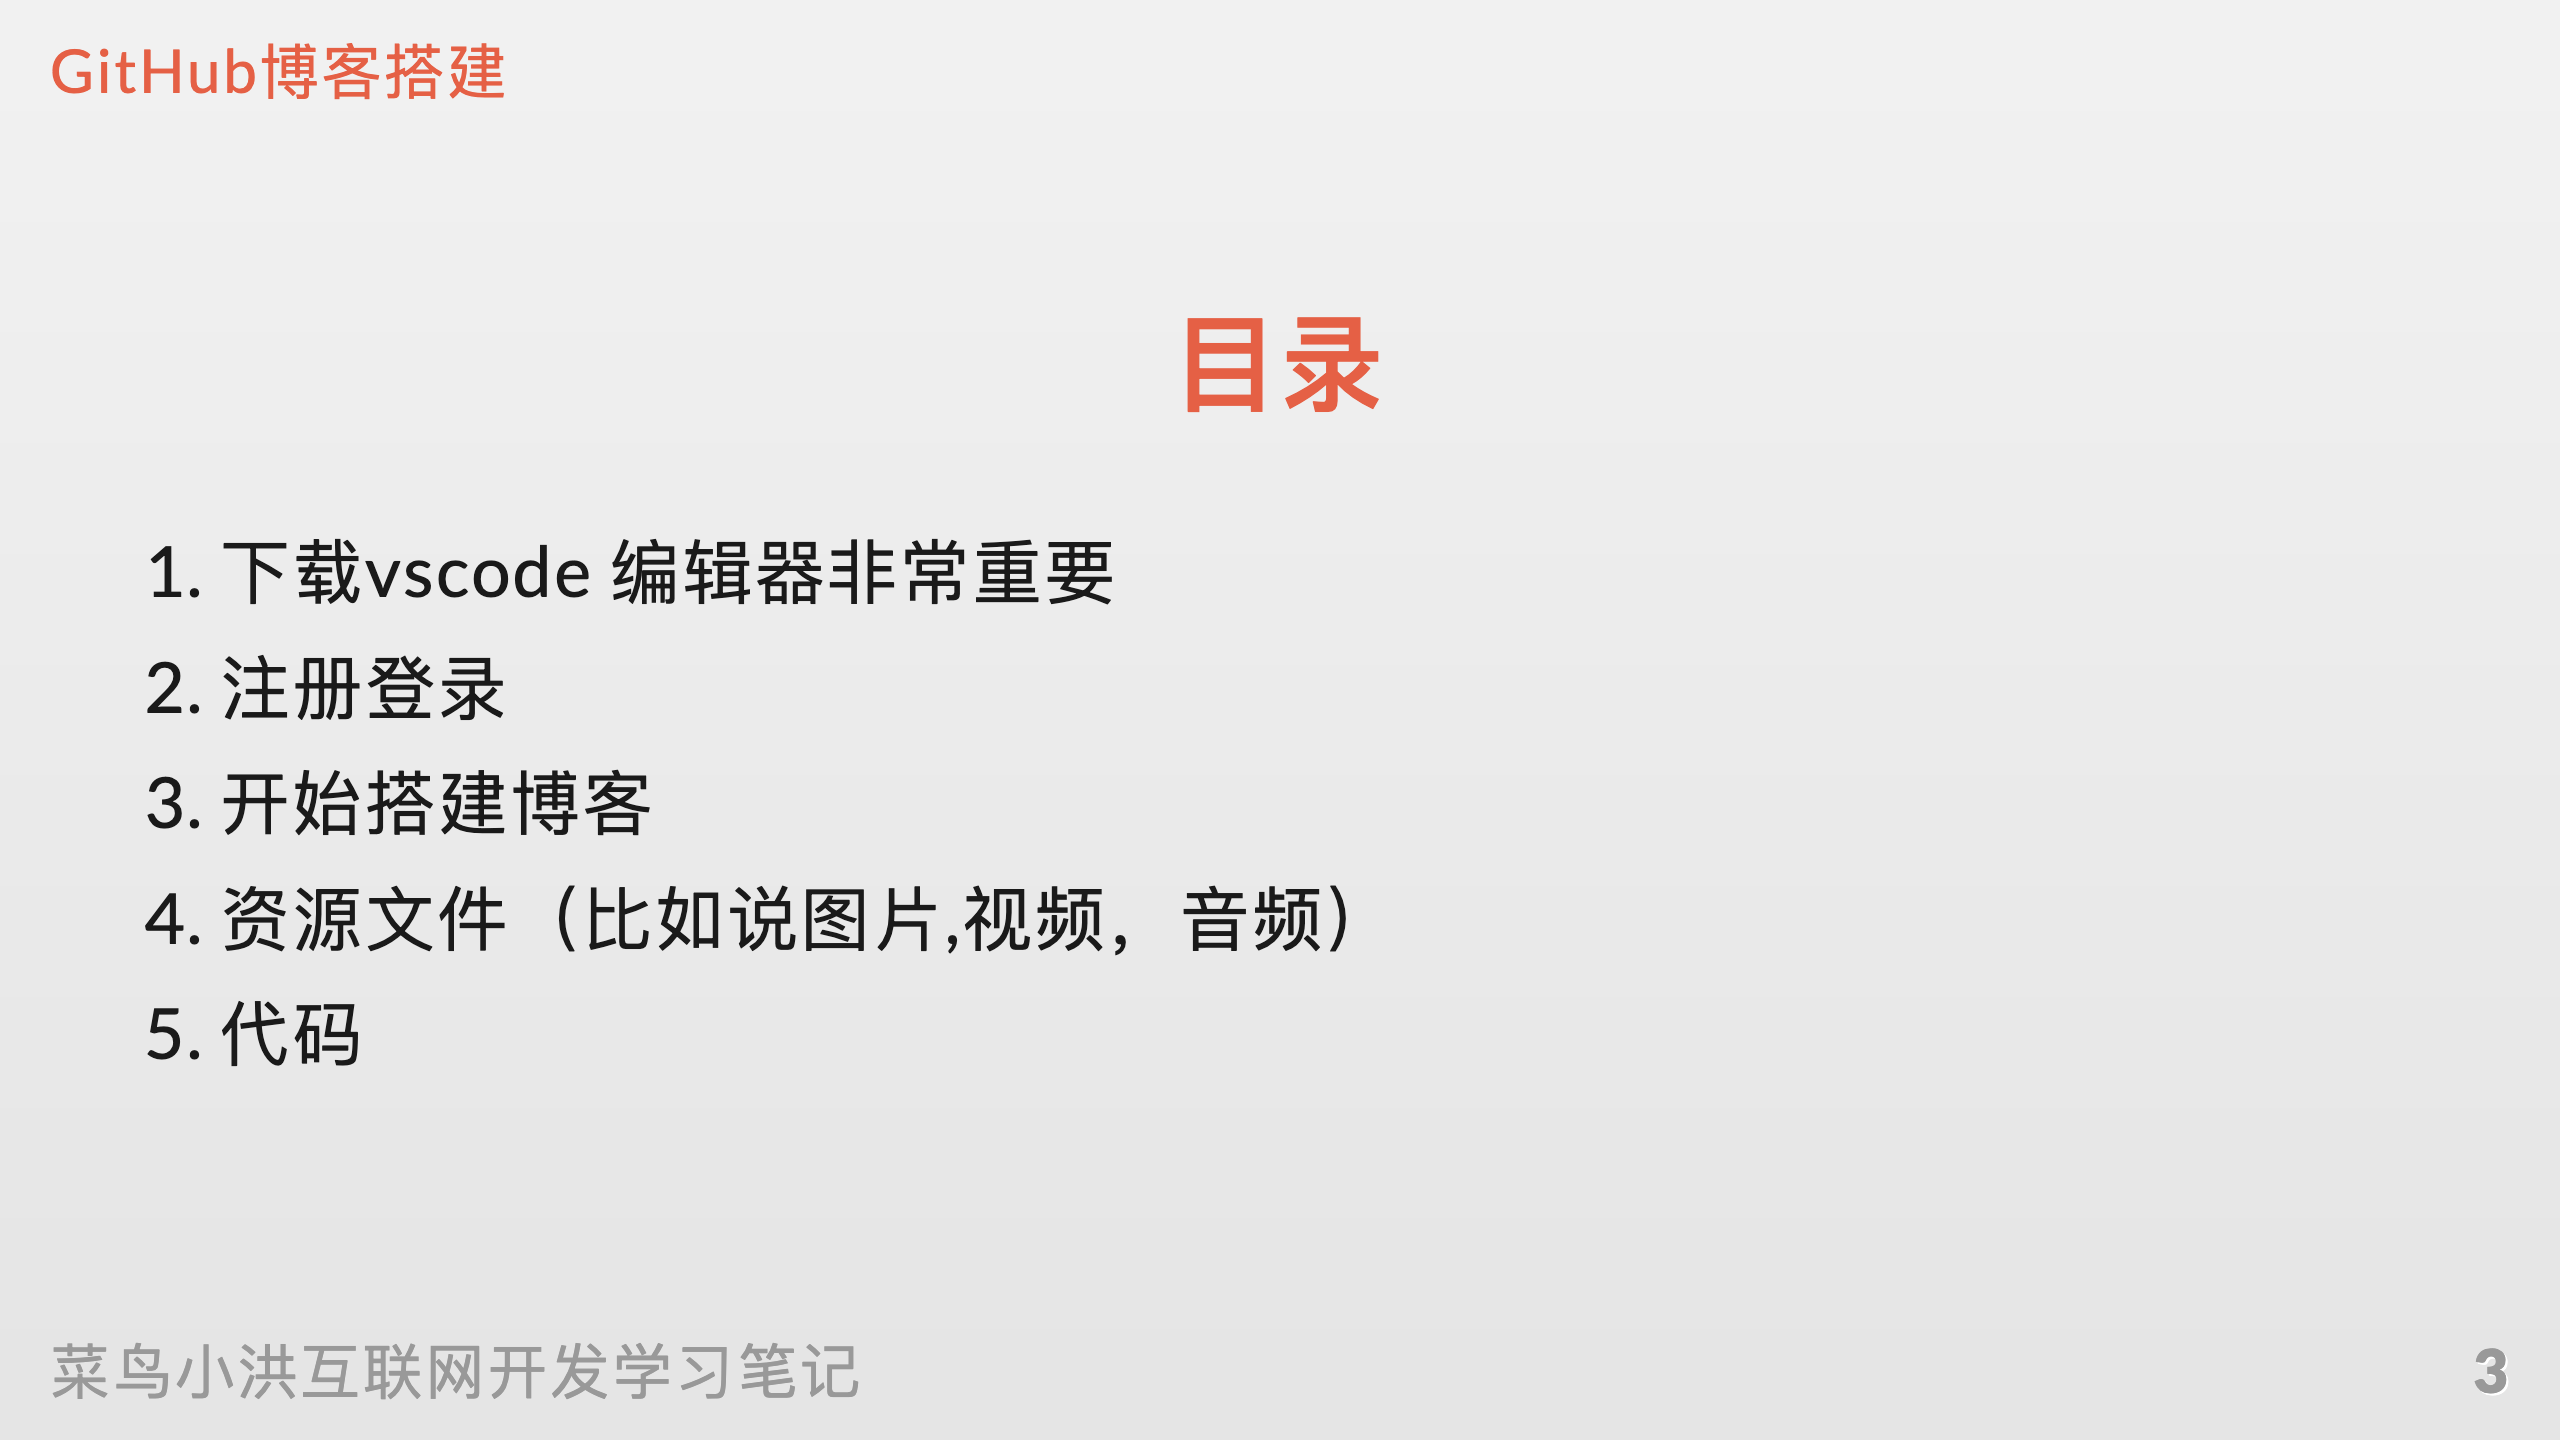 GitHub博客搭建
目录
1. 下载vscode 编辑器非常重要
2. 注册登录
3. 开始搭建博客
4. 资源文件（比如说图片,视频，音频）
5. 代码
菜鸟小洪互联网开发学习笔记
3